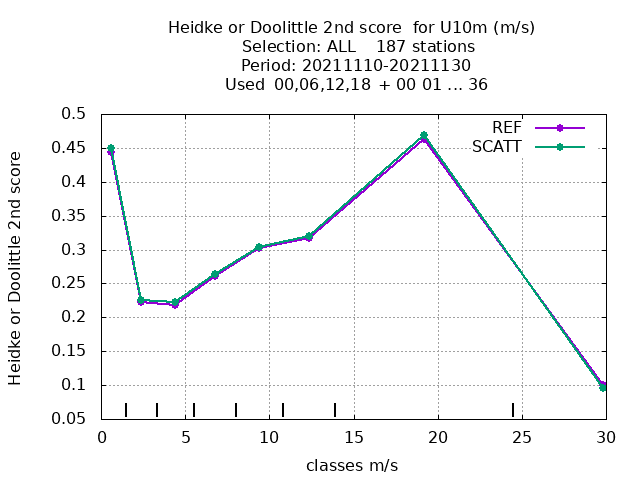 Heidke or Doolittle 2nd score  for U10m (m/s)
Selection: ALL    187 stations
Period: 20211110-20211130
Used  00,06,12,18  + 00 01 ... 36
REF
SCATT
Heidke or Doolittle 2nd score
0.5
0.45
0.4
0.35
0.3
0.25
0.2
0.15
0.1
0.05
0 5 10 15 20 25 30
classes m/s